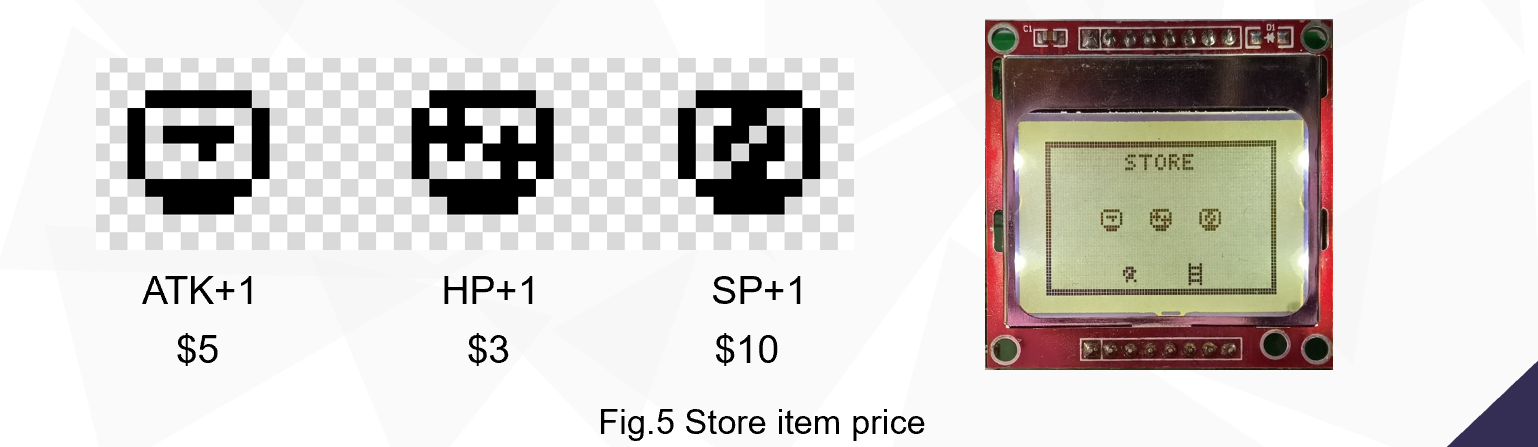 C1
D1
STORE
ATK+1
HP+1
SP+1
$5
$3
$10
Fig.5 Store item price